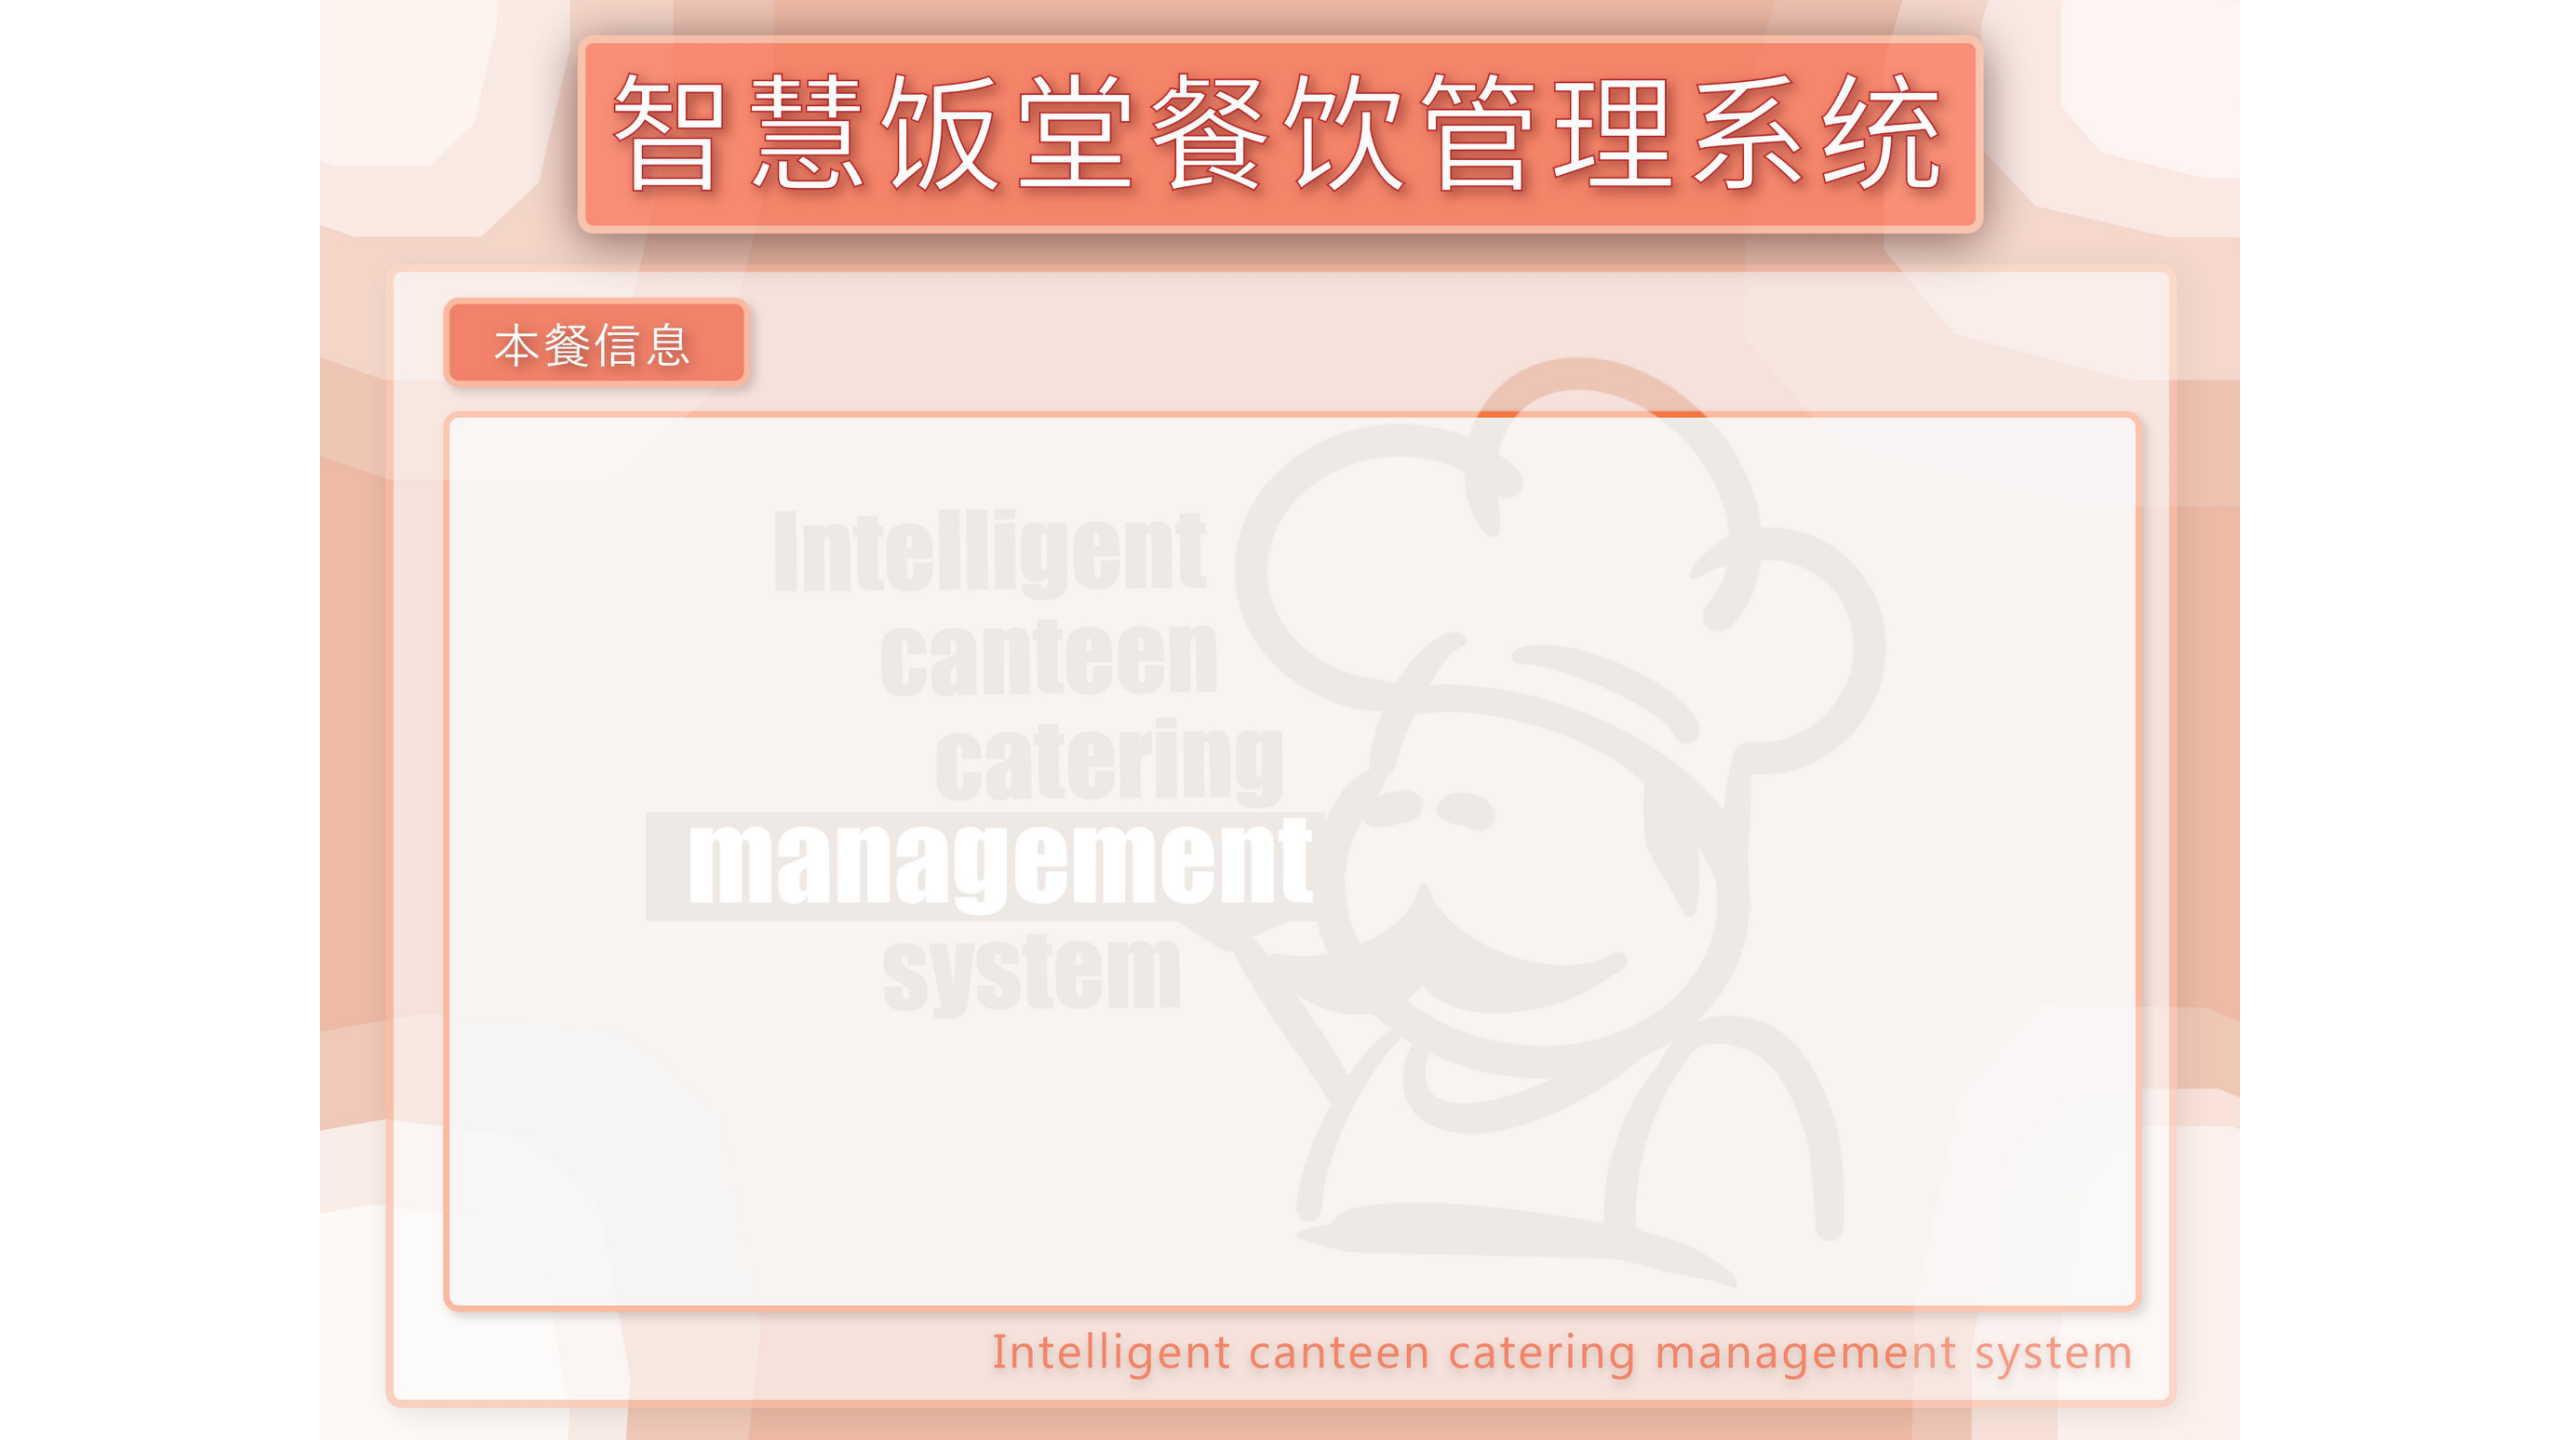 智慧饭堂餐饮管理系统
本餐信息
Intelligent
canteen
catering
management
system
Intelligent canteen catering management system